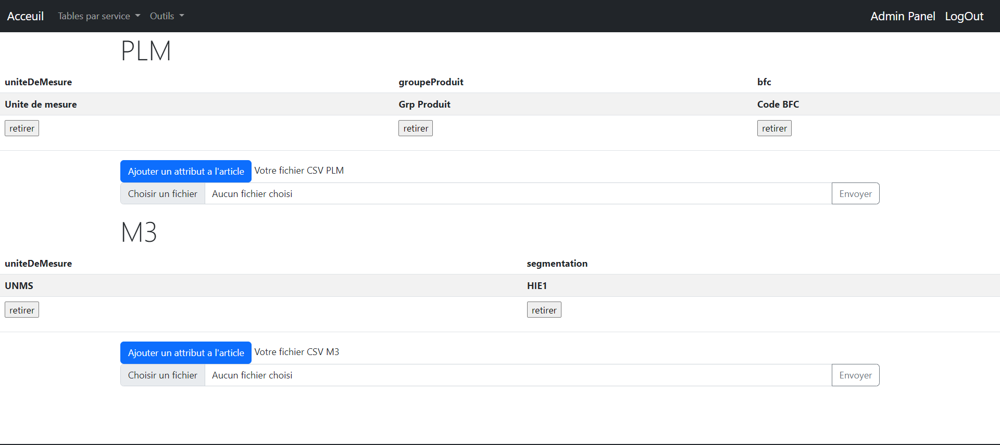 Acceuil Tables par service Outils Admin Panel LogOut
PLM
uniteDeMesure groupeProduit bfc
Unite de mesure Grp Produit Code BFC
retirer retirer retirer
Ajouter un attribut a l'article Votre fichier CSV PLM
Choisir un fichier Aucun fichier choisi Envoyer
M3
uniteDeMesure segmentation
UNMS HIE1
retirer retirer
Ajouter un attribut a l'article Votre fichier CSV M3
Choisir un fichier Aucun fichier choisi Envoyer